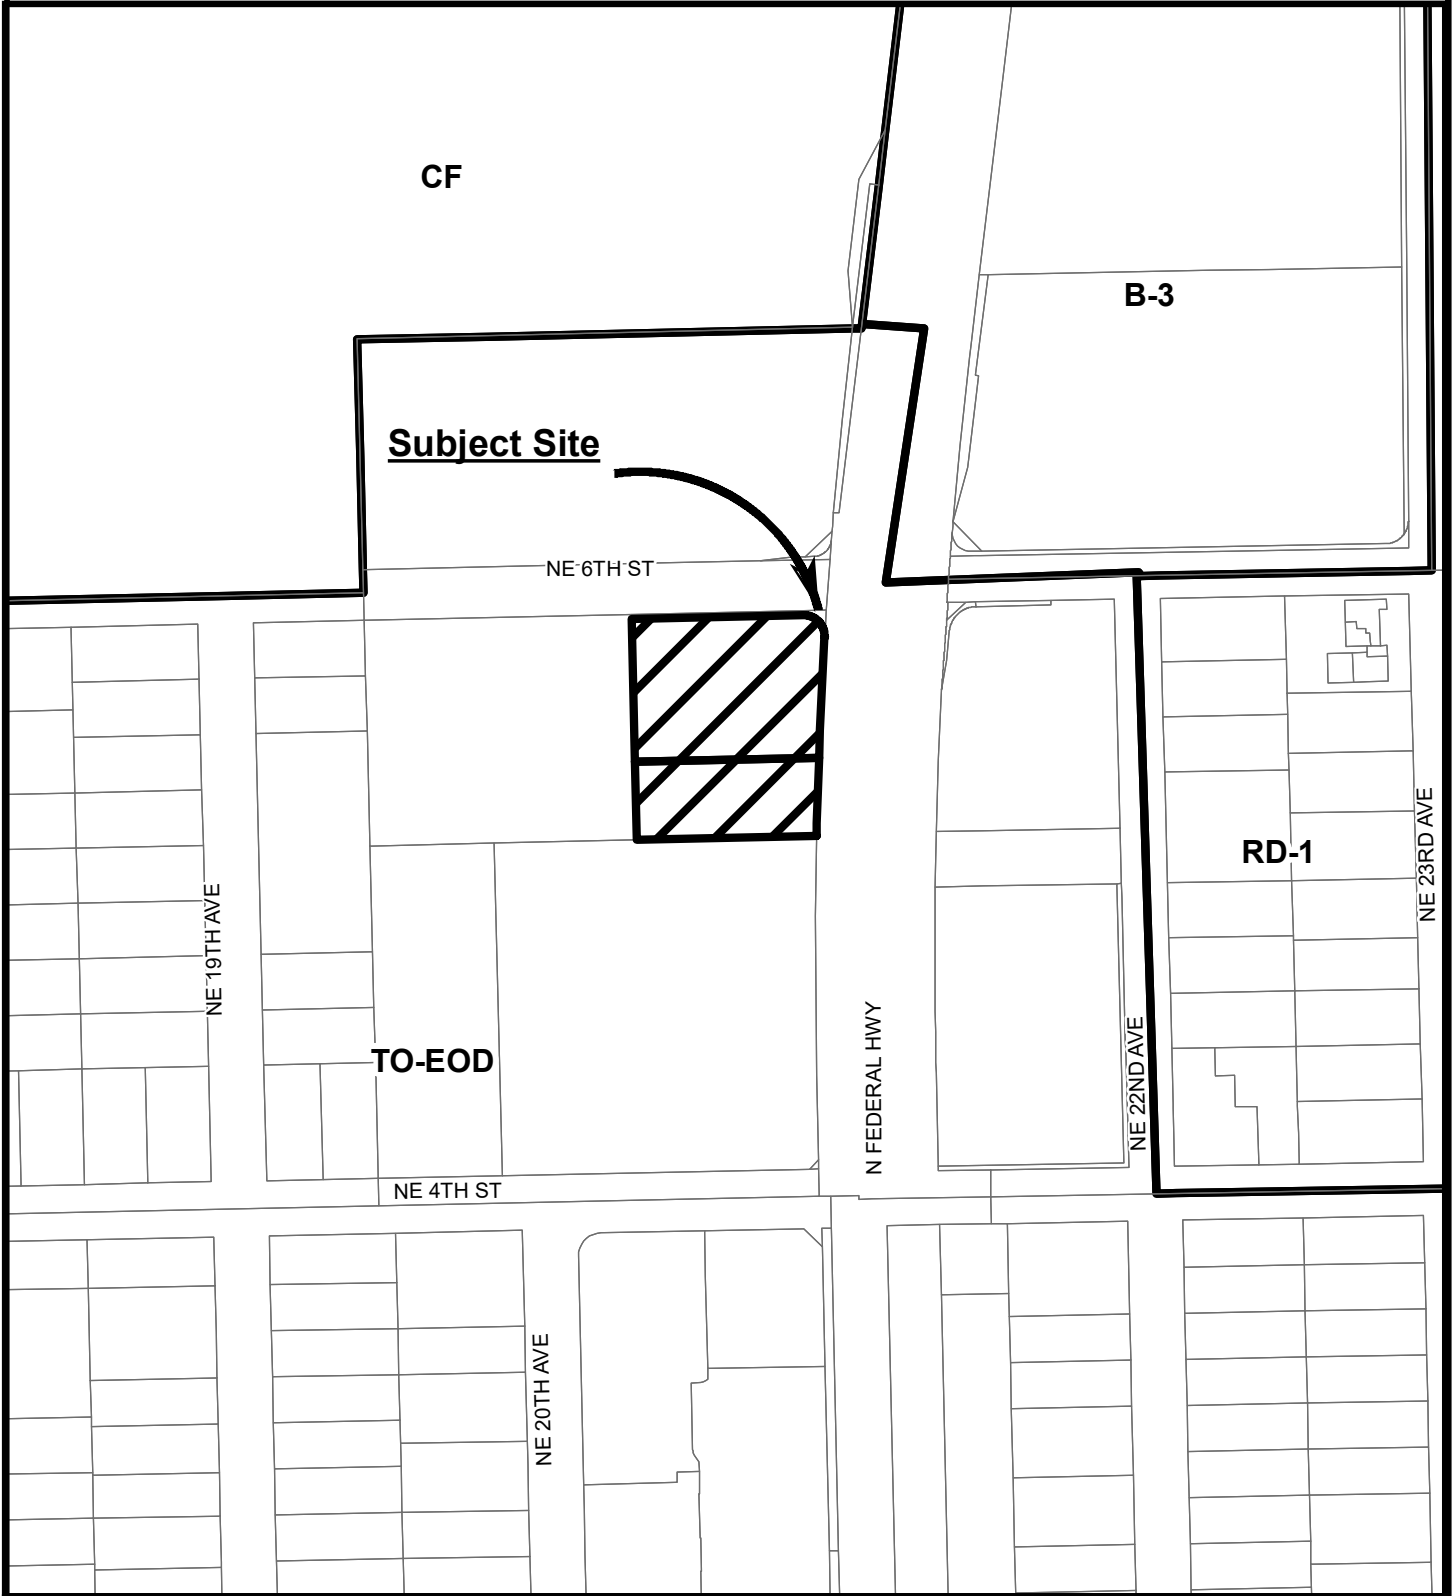 CF
B-3
Subject Site
NE 6TH ST
RD-1
NE 23RD AVE
NE 19TH AVE
TO-EOD
N FEDERAL HWY
NE 22ND AVE
NE 4TH ST
NE 20TH AVE